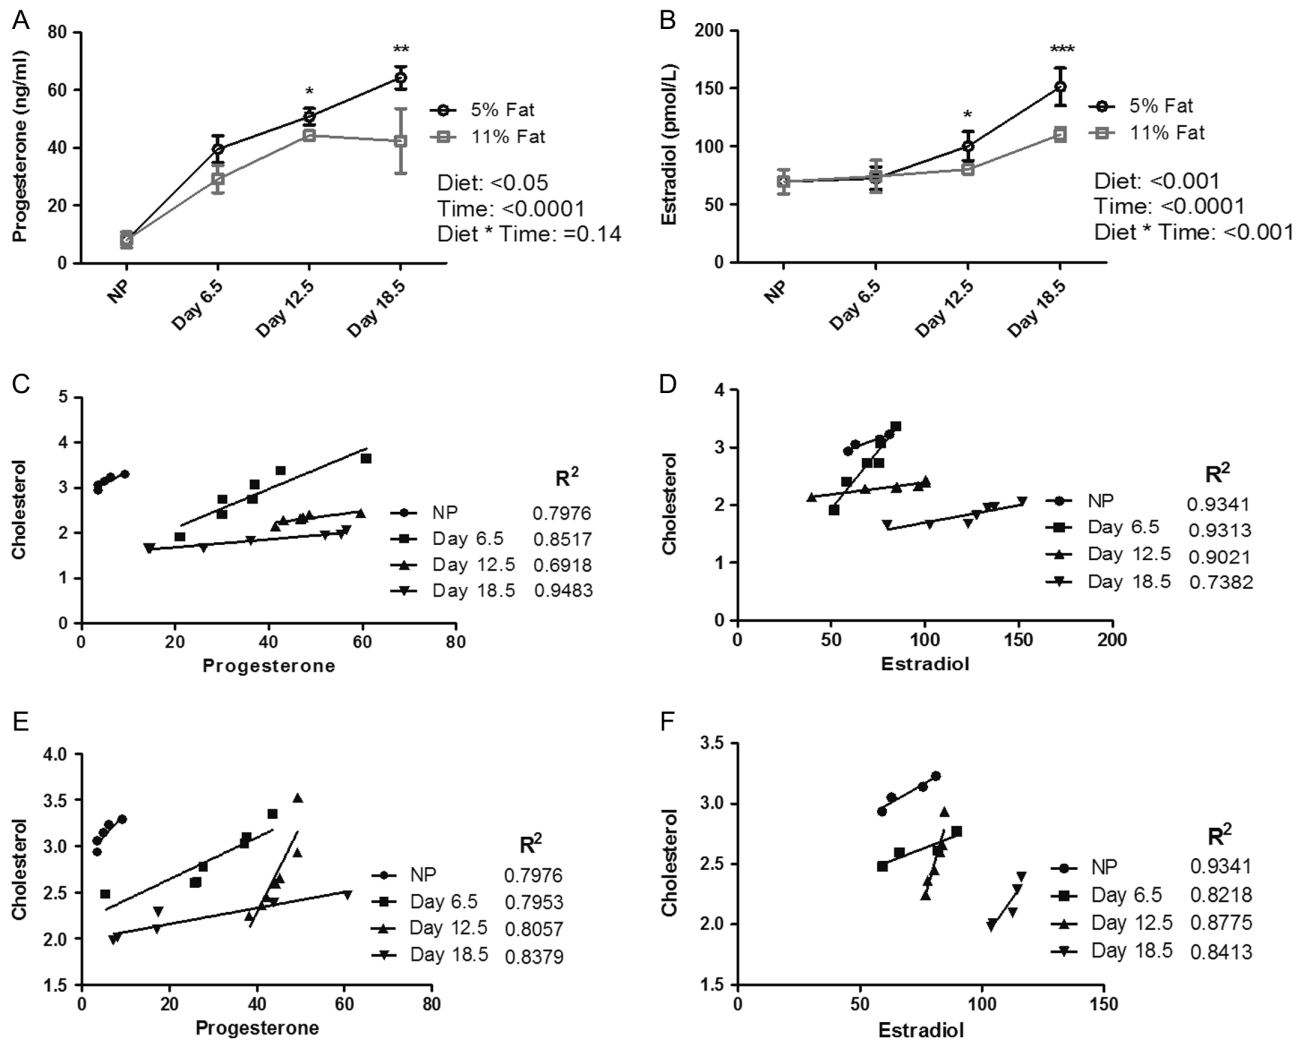 A
Progesterone (ng/ml)
80
60
40
20
0
*
**
NP
Day 6.5
Day 12.5
Day 18.5
5% Fat
11% Fat
Diet: <0.05
Time: <0.0001
Diet * Time: =0.14
B
Estradiol (pmol/L)
200
150
100
50
0
*
***
NP
Day 6.5
Day 12.5
Day 18.5
5% Fat
11% Fat
Diet: <0.001
Time: <0.0001
Diet * Time: <0.001
C
Cholesterol
5
4
3
2
1
0
0 20 40 60 80
Progesterone
R2
NP 0.7976
Day 6.5 0.8517
Day 12.5 0.6918
Day 18.5 0.9483
D
Cholesterol
4
3
2
1
0
0 50 100 150 200
Estradiol
R2
NP 0.9341
Day 6.5 0.9313
Day 12.5 0.9021
Day 18.5 0.7382
E
Cholesterol
4.0
3.5
3.0
2.5
2.0
1.5
0 20 40 60 80
Progesterone
R2
NP 0.7976
Day 6.5 0.7953
Day 12.5 0.8057
Day 18.5 0.8379
F
Cholesterol
3.5
3.0
2.5
2.0
1.5
0 50 100 150
Estradiol
R2
NP 0.9341
Day 6.5 0.8218
Day 12.5 0.8775
Day 18.5 0.8413